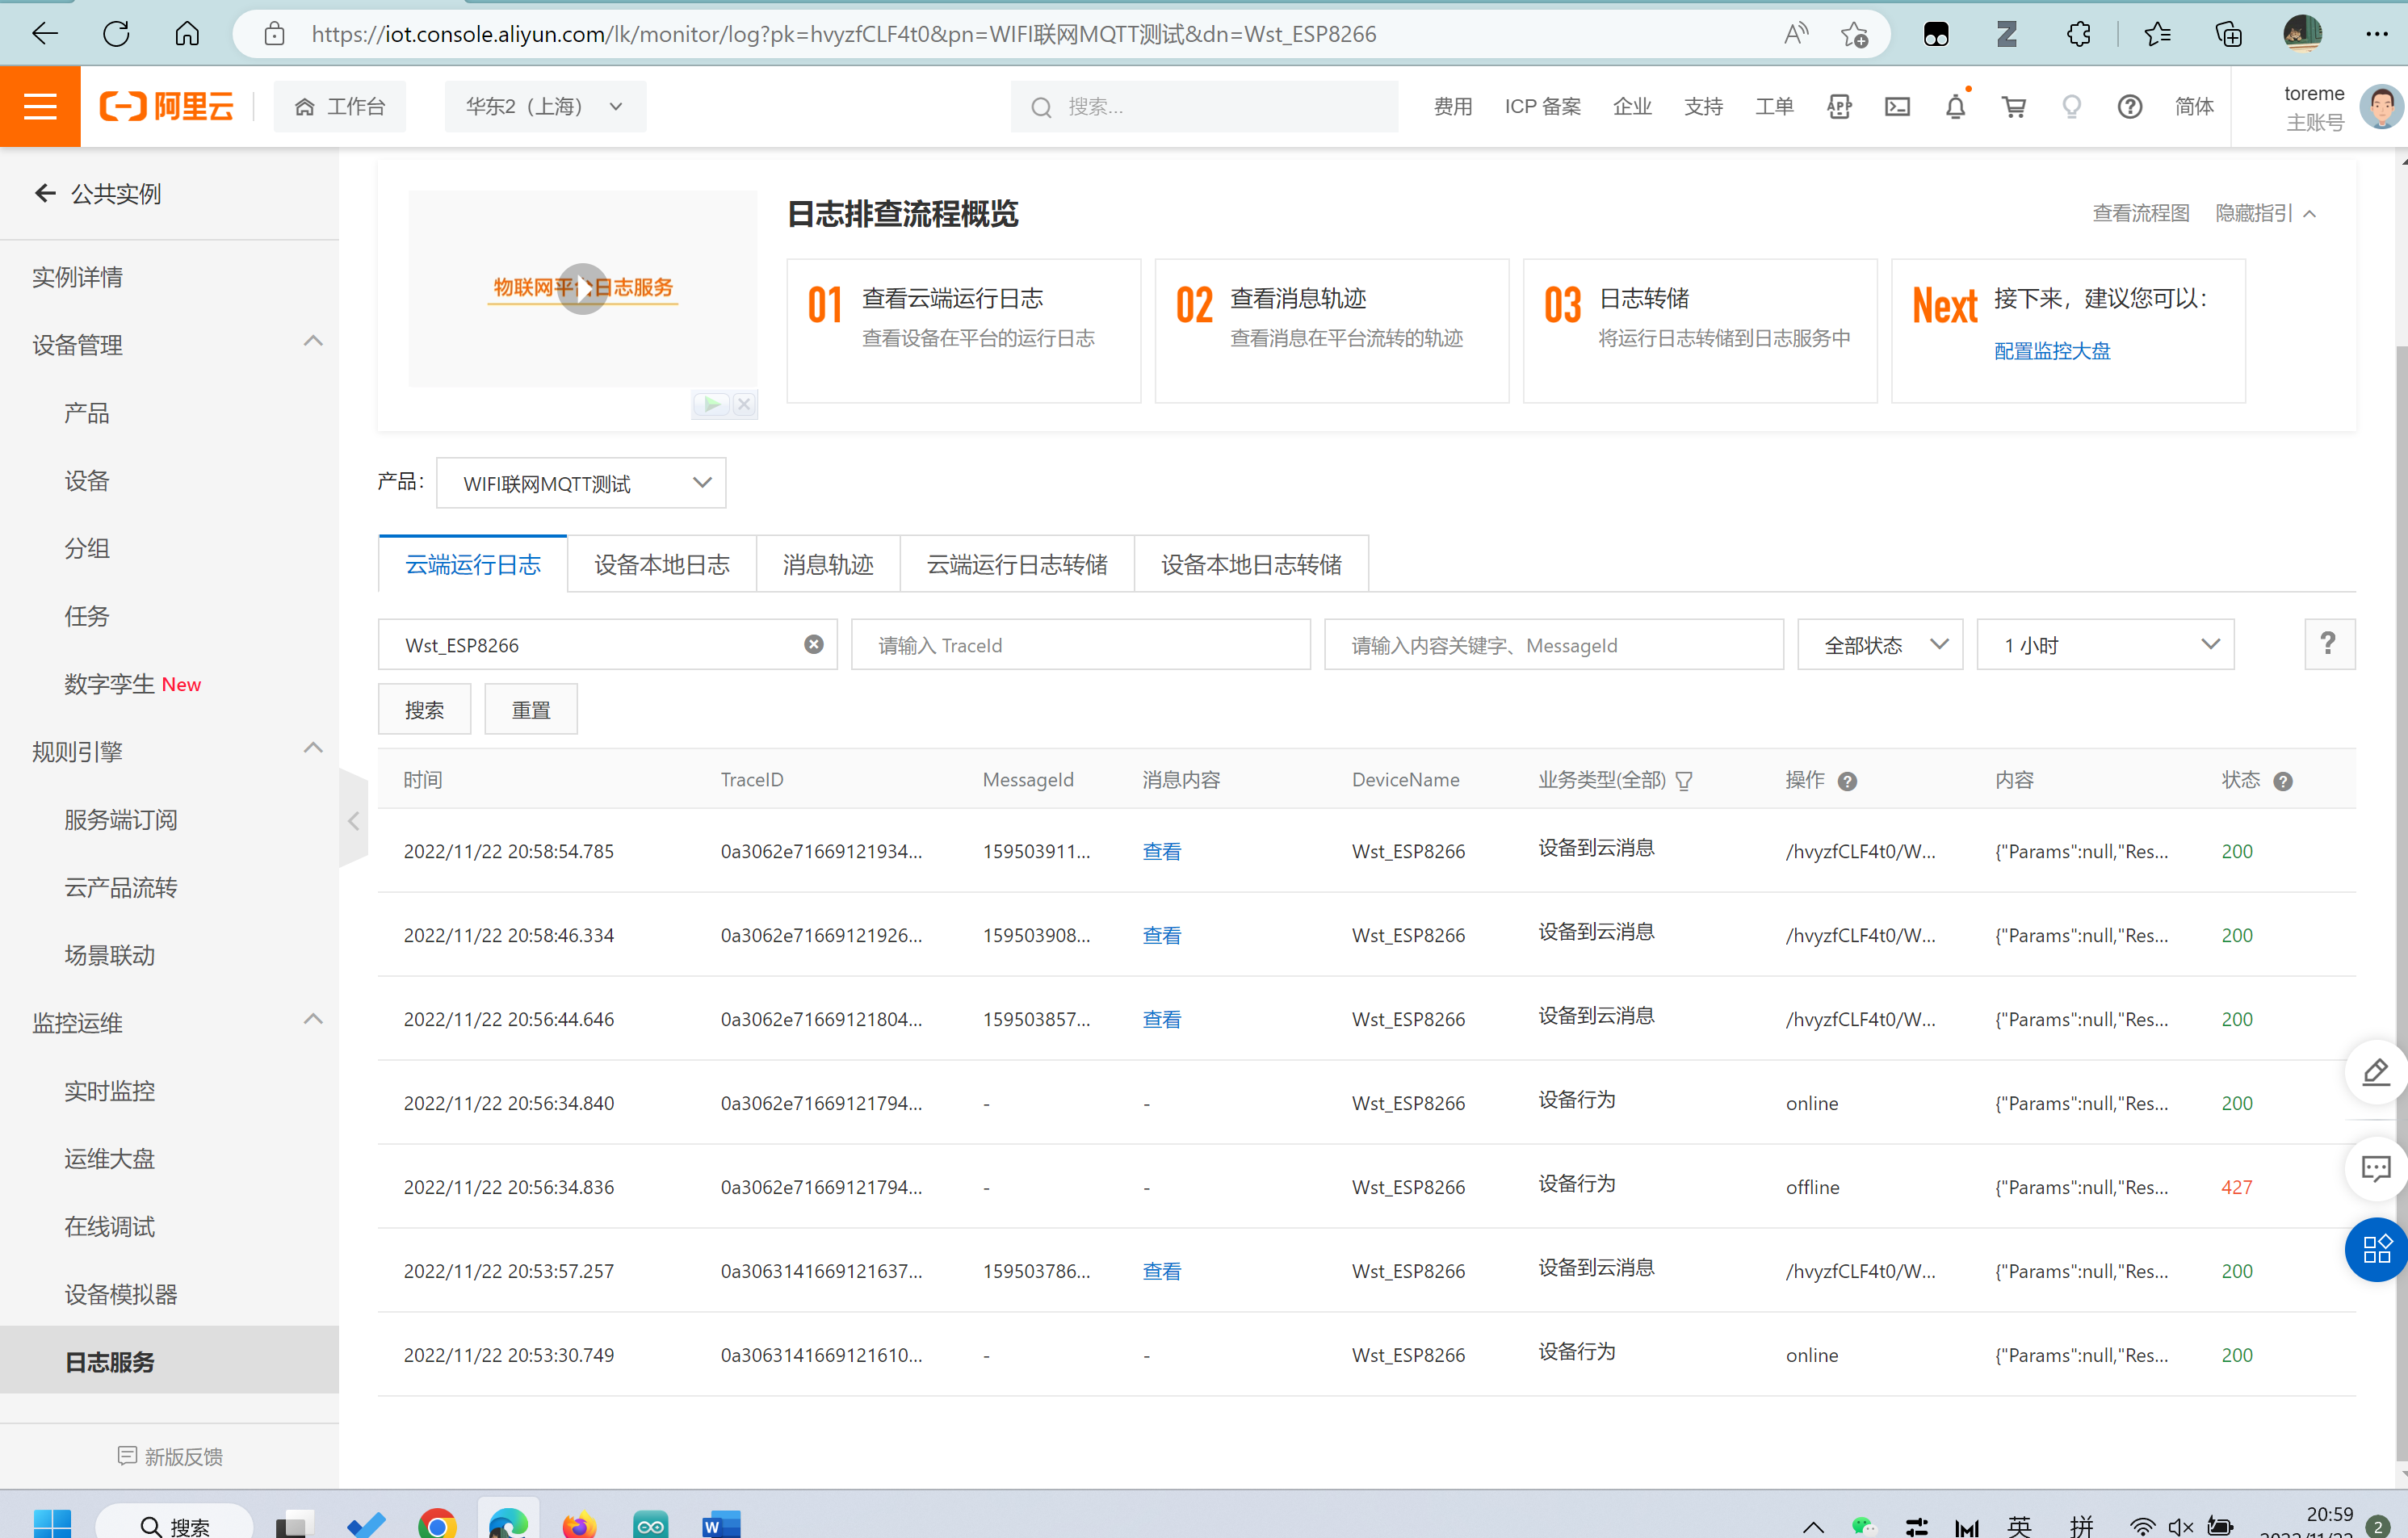 https://iot.console.aliyun.com/lk/monitor/log?pk=hvyzfCLF4t0&pn=WIFI联网MQTT测试&dn=Wst_ESP8266
阿里云 工作台 华东2（上海） 搜索... 费用 ICP 备案 企业 支持 工单 APP 简体 toreme
主账号
公共实例
实例详情
设备管理
产品
设备
分组
任务
数字孪生 New
规则引擎
服务端订阅
云产品流转
场景联动
监控运维
实时监控
运维大盘
在线调试
设备模拟器
日志服务
新版反馈
物联网平台日志服务
日志排查流程概览
查看流程图 隐藏指引
01 查看云端运行日志
查看设备在平台的运行日志
02 查看消息轨迹
查看消息在平台流转的轨迹
03 日志转储
将运行日志转储到日志服务中
Next 接下来，建议您可以：
配置监控大盘
产品： WIFI联网MQTT测试
云端运行日志 设备本地日志 消息轨迹 云端运行日志转储 设备本地日志转储
Wst_ESP8266 请输入 TraceId 请输入内容关键字、MessageId 全部状态 1 小时 ?
搜索 重置
时间 TraceID MessageId 消息内容 DeviceName 业务类型(全部) 操作 内容 状态
2022/11/22 20:58:54.785 0a3062e71669121934... 159503911... 查看 Wst_ESP8266 设备到云消息 /hvyzfCLF4t0/W... {"Params":null,"Res... 200
2022/11/22 20:58:46.334 0a3062e71669121926... 159503908... 查看 Wst_ESP8266 设备到云消息 /hvyzfCLF4t0/W... {"Params":null,"Res... 200
2022/11/22 20:56:44.646 0a3062e71669121804... 159503857... 查看 Wst_ESP8266 设备到云消息 /hvyzfCLF4t0/W... {"Params":null,"Res... 200
2022/11/22 20:56:34.840 0a3062e71669121794... - - Wst_ESP8266 设备行为 online {"Params":null,"Res... 200
2022/11/22 20:56:34.836 0a3062e71669121794... - - Wst_ESP8266 设备行为 offline {"Params":null,"Res... 427
2022/11/22 20:53:57.257 0a3063141669121637... 159503786... 查看 Wst_ESP8266 设备到云消息 /hvyzfCLF4t0/W... {"Params":null,"Res... 200
2022/11/22 20:53:30.749 0a3063141669121610... - - Wst_ESP8266 设备行为 online {"Params":null,"Res... 200
搜索 英 拼 20:59
2